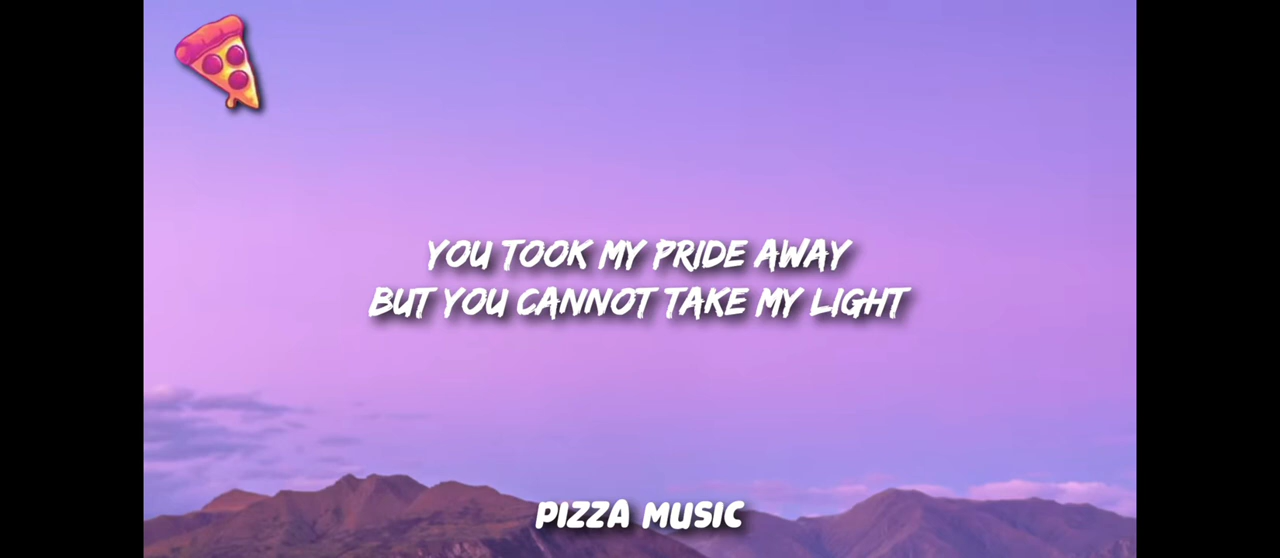 YOU TOOK MY PRIDE AWAY
BUT YOU CANNOT TAKE MY LIGHT
PIZZA MUSIC